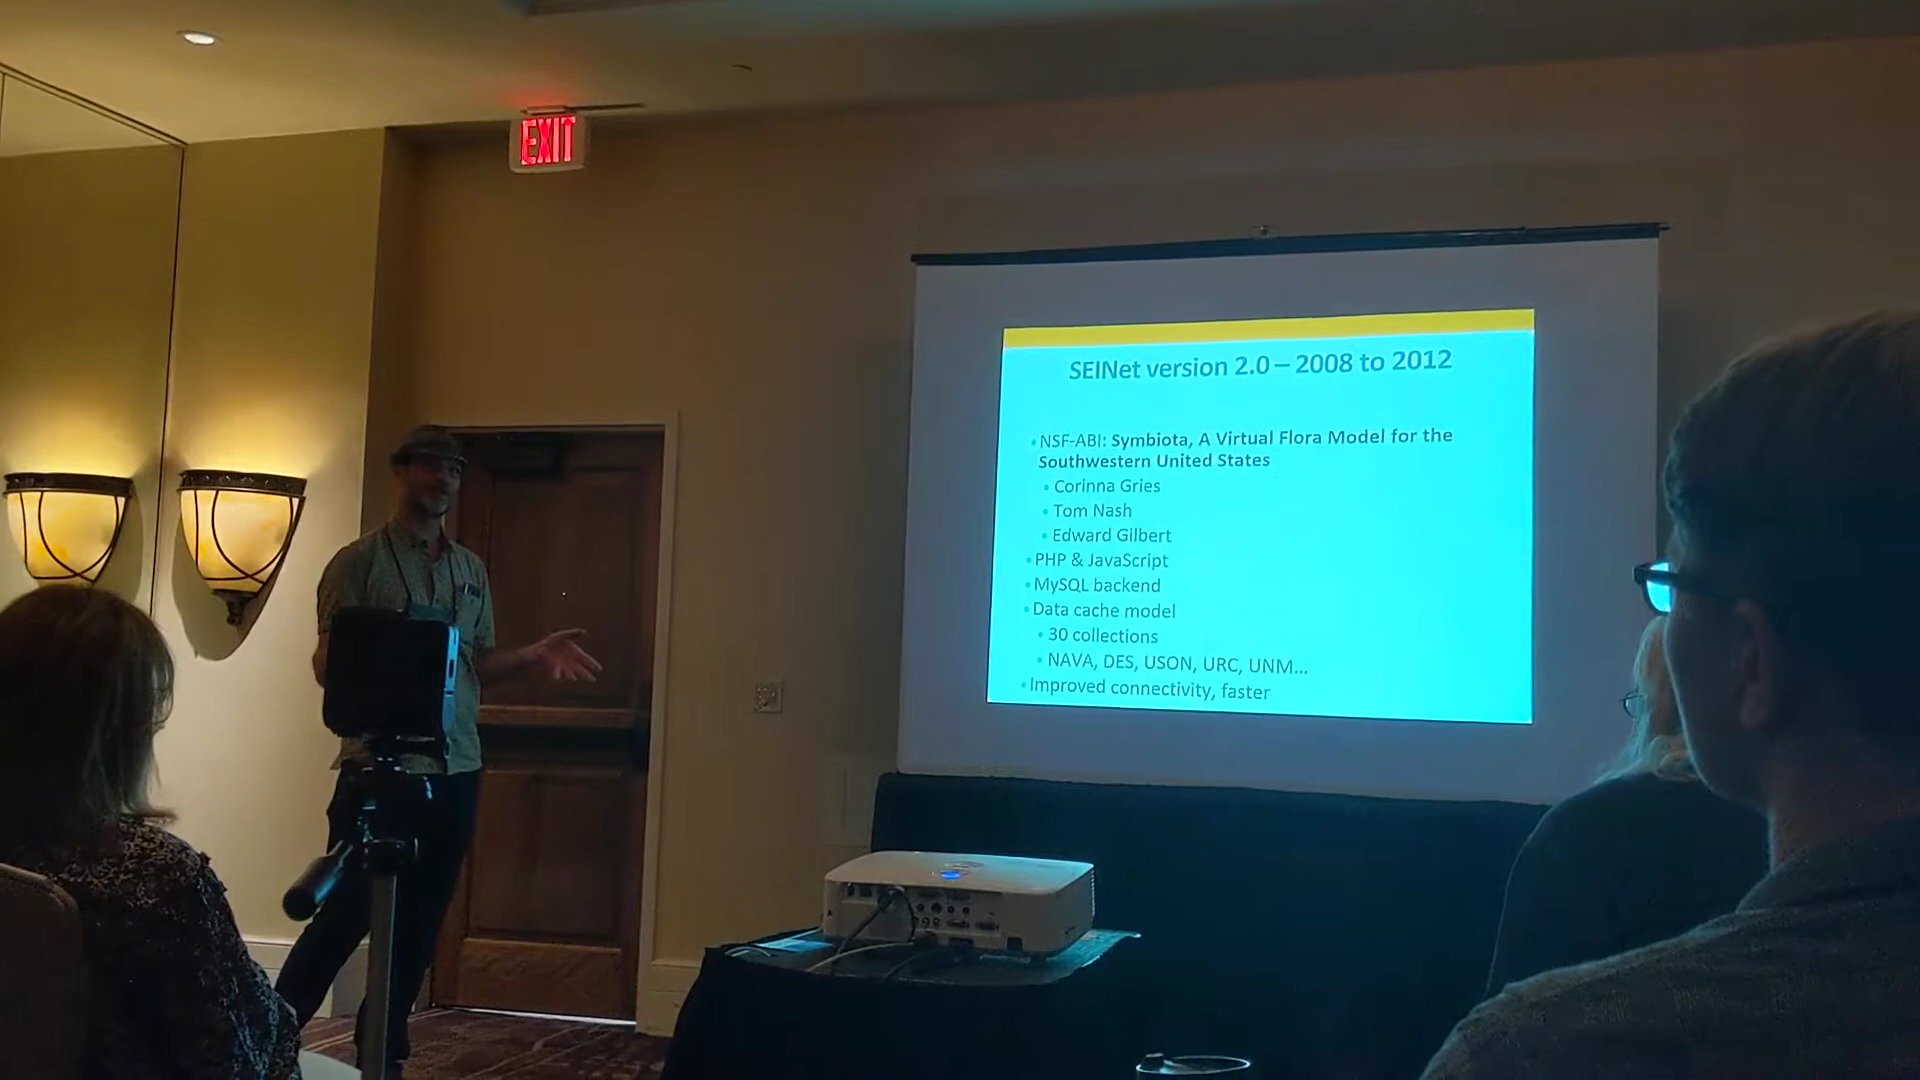 EXIT
SEINet version 2.0 – 2008 to 2012
• NSF-ABI: Symbiota, A Virtual Flora Model for the
Southwestern United States
• Corinna Gries
• Tom Nash
• Edward Gilbert
• PHP & JavaScript
• MySQL backend
• Data cache model
• 30 collections
• NAVA, DES, USON, URC, UNM...
• Improved connectivity, faster